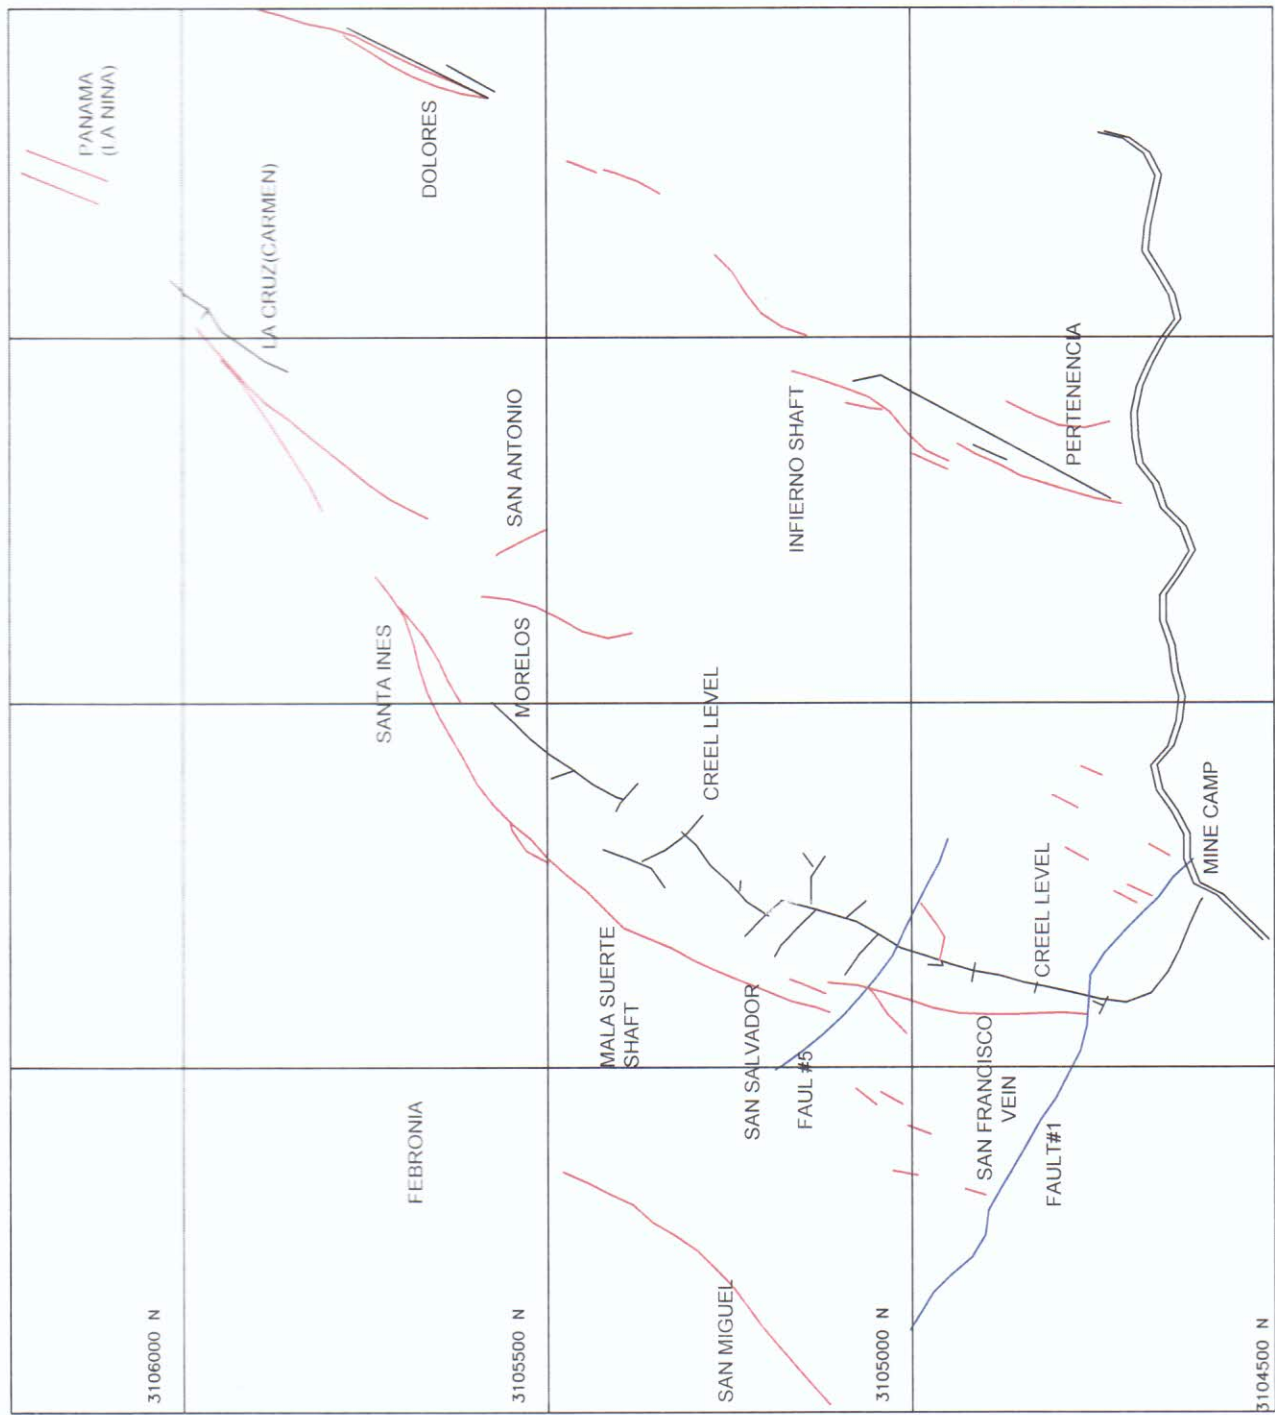 3106000 N
3105500 N
3105000 N
3104500 N
PANAMA
(LA NINA)
LA CRUZ(CARMEN)
DOLORES
SANTA INES
SAN ANTONIO
MORELOS
INFIERNO SHAFT
PERTENENCIA
CREEL LEVEL
MALA SUERTE
SHAFT
FEBRONIA
SAN SALVADOR
FAUL #5
CREEL LEVEL
MINE CAMP
SAN FRANCISCO
VEIN
FAULT#1
SAN MIGUEL